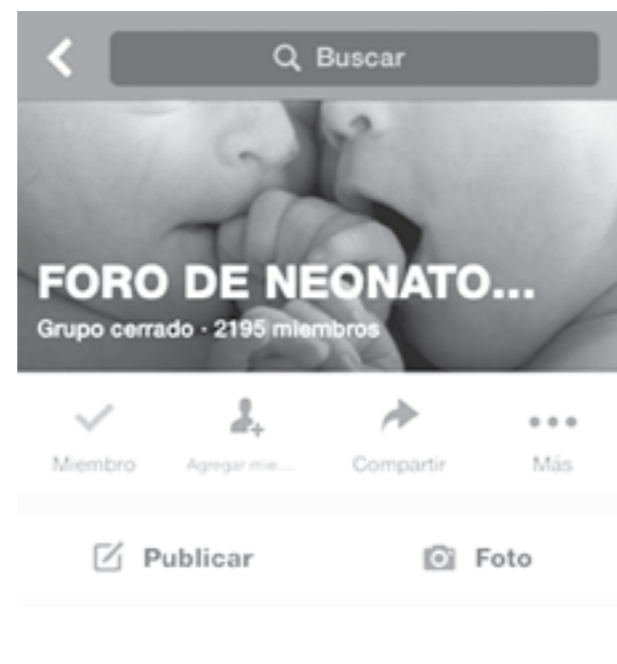 Buscar
FORO DE NEONATO...
Grupo cerrado · 2195 miembros
Miembro Agregar mie... Compartir Más
Publicar Foto